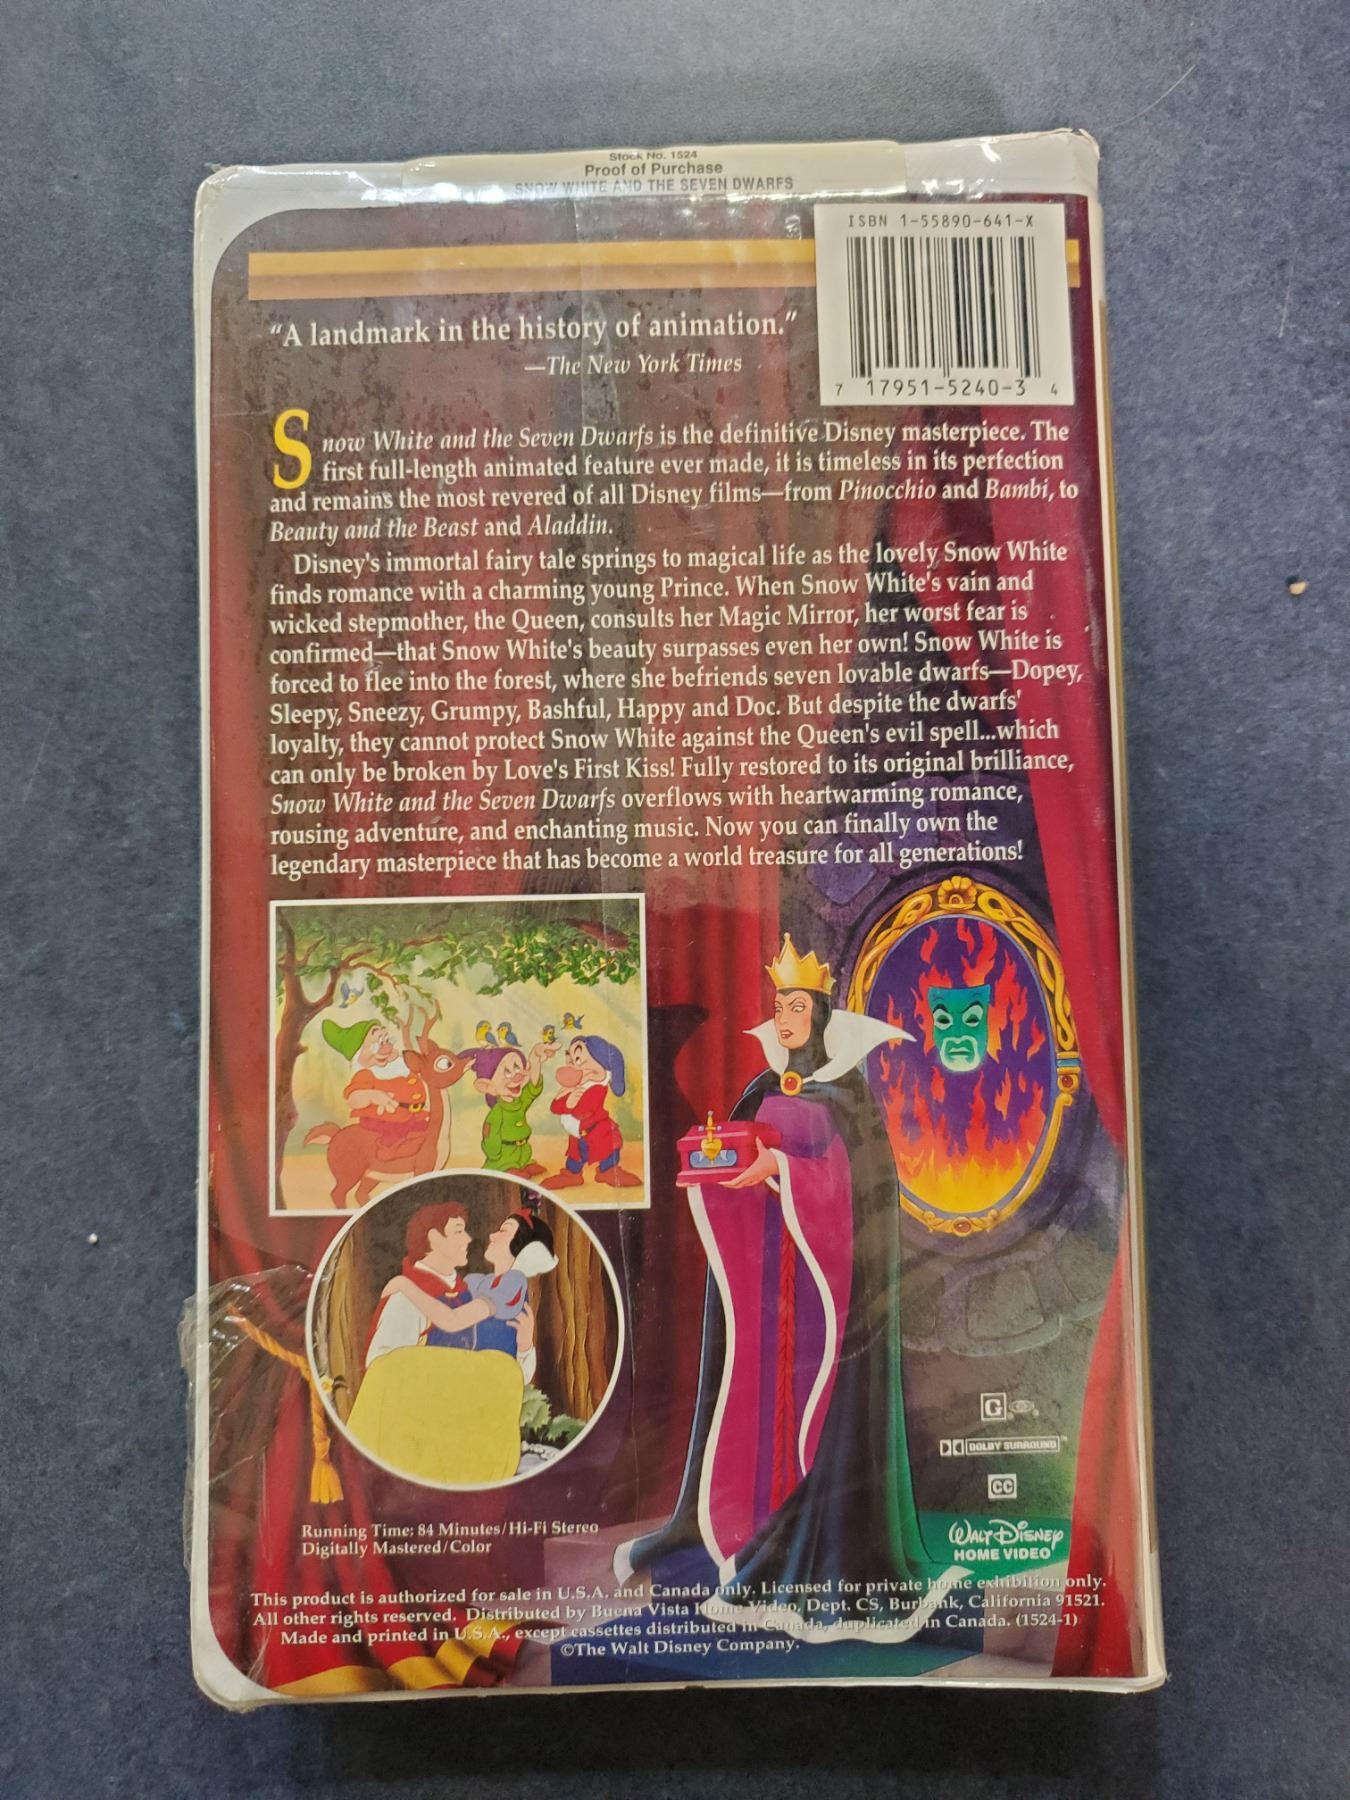 Stock No. 1524
Proof of Purchase
SNOW WHITE AND THE SEVEN DWARFS
ISBN 1-55890-641-X
7 17951-5240-3 4
“A landmark in the history of animation.”
—The New York Times
Snow White and the Seven Dwarfs is the definitive Disney masterpiece. The
first full-length animated feature ever made, it is timeless in its perfection
and remains the most revered of all Disney films—from Pinocchio and Bambi, to
Beauty and the Beast and Aladdin.
Disney's immortal fairy tale springs to magical life as the lovely Snow White
finds romance with a charming young Prince. When Snow White's vain and
wicked stepmother, the Queen, consults her Magic Mirror, her worst fear is
confirmed—that Snow White's beauty surpasses even her own! Snow White is
forced to flee into the forest, where she befriends seven lovable dwarfs—Dopey,
Sleepy, Sneezy, Grumpy, Bashful, Happy and Doc. But despite the dwarfs'
loyalty, they cannot protect Snow White against the Queen's evil spell...which
can only be broken by Love's First Kiss! Fully restored to its original brilliance,
Snow White and the Seven Dwarfs overflows with heartwarming romance,
rousing adventure, and enchanting music. Now you can finally own the
legendary masterpiece that has become a world treasure for all generations!
G
DOLBY SURROUND™
CC
Walt Disney
HOME VIDEO
Running Time: 84 Minutes/Hi-Fi Stereo
Digitally Mastered/Color
This product is authorized for sale in U.S.A. and Canada only. Licensed for private home exhibition only.
All other rights reserved. Distributed by Buena Vista Home Video, Dept. CS, Burbank, California 91521.
Made and printed in U.S.A., except cassettes distributed in Canada, duplicated in Canada. (1524-1)
©The Walt Disney Company.